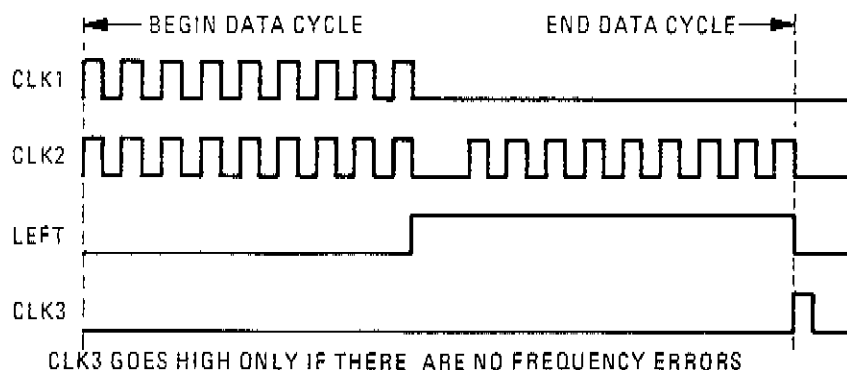 BEGIN DATA CYCLE END DATA CYCLE
CLK1
CLK2
LEFT
CLK3
CLK3 GOES HIGH ONLY IF THERE ARE NO FREQUENCY ERRORS